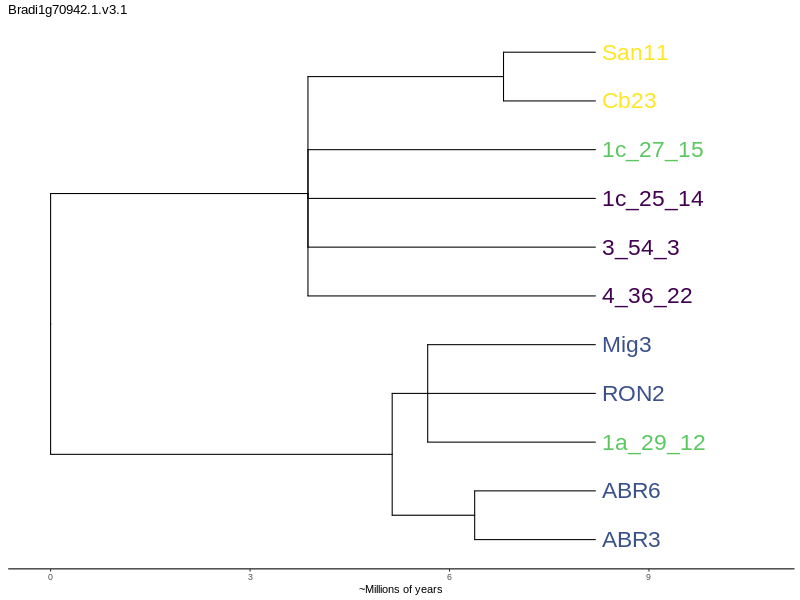 Bradi1g70942.1.v3.1
San11
Cb23
1c_27_15
1c_25_14
3_54_3
4_36_22
Mig3
RON2
1a_29_12
ABR6
ABR3
0 3 6 9
~Millions of years